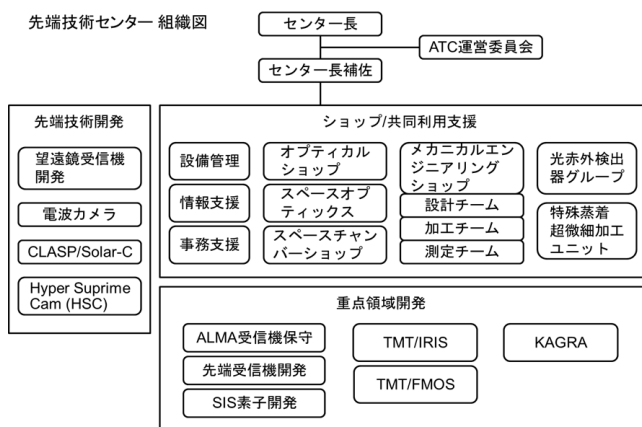 先端技術センター 組織図
センター長
ATC運営委員会
センター長補佐
先端技術開発
望遠鏡受信機
開発
電波カメラ
CLASP/Solar-C
Hyper Suprime
Cam (HSC)
ショップ/共同利用支援
設備管理
情報支援
事務支援
オプティカル
ショップ
スペースオプ
ティックス
スペースチャン
バーショップ
メカニカルエン
ジニアリング
ショップ
設計チーム
加工チーム
測定チーム
光赤外検出
器グループ
特殊蒸着
超微細加工
ユニット
重点領域開発
ALMA受信機保守
先端受信機開発
SIS素子開発
TMT/IRIS
TMT/FMOS
KAGRA